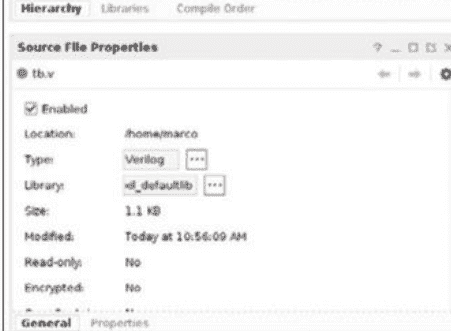 Hierarchy Libraries Compile Order
Source File Properties
tb.v
Enabled
Location: /home/marco
Type: Verilog
Library: xil_defaultlib
Size: 1.1 KB
Modified: Today at 10:56:09 AM
Read-only: No
Encrypted: No
General Properties